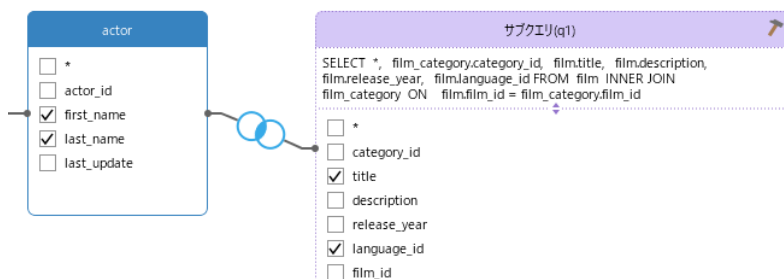 actor
*
actor_id
first_name
last_name
last_update
サブクエリ(q1)
SELECT *, film_category.category_id, film.title, film.description,
film.release_year, film.language_id FROM film INNER JOIN
film_category ON film.film_id = film_category.film_id
*
category_id
title
description
release_year
language_id
film_id